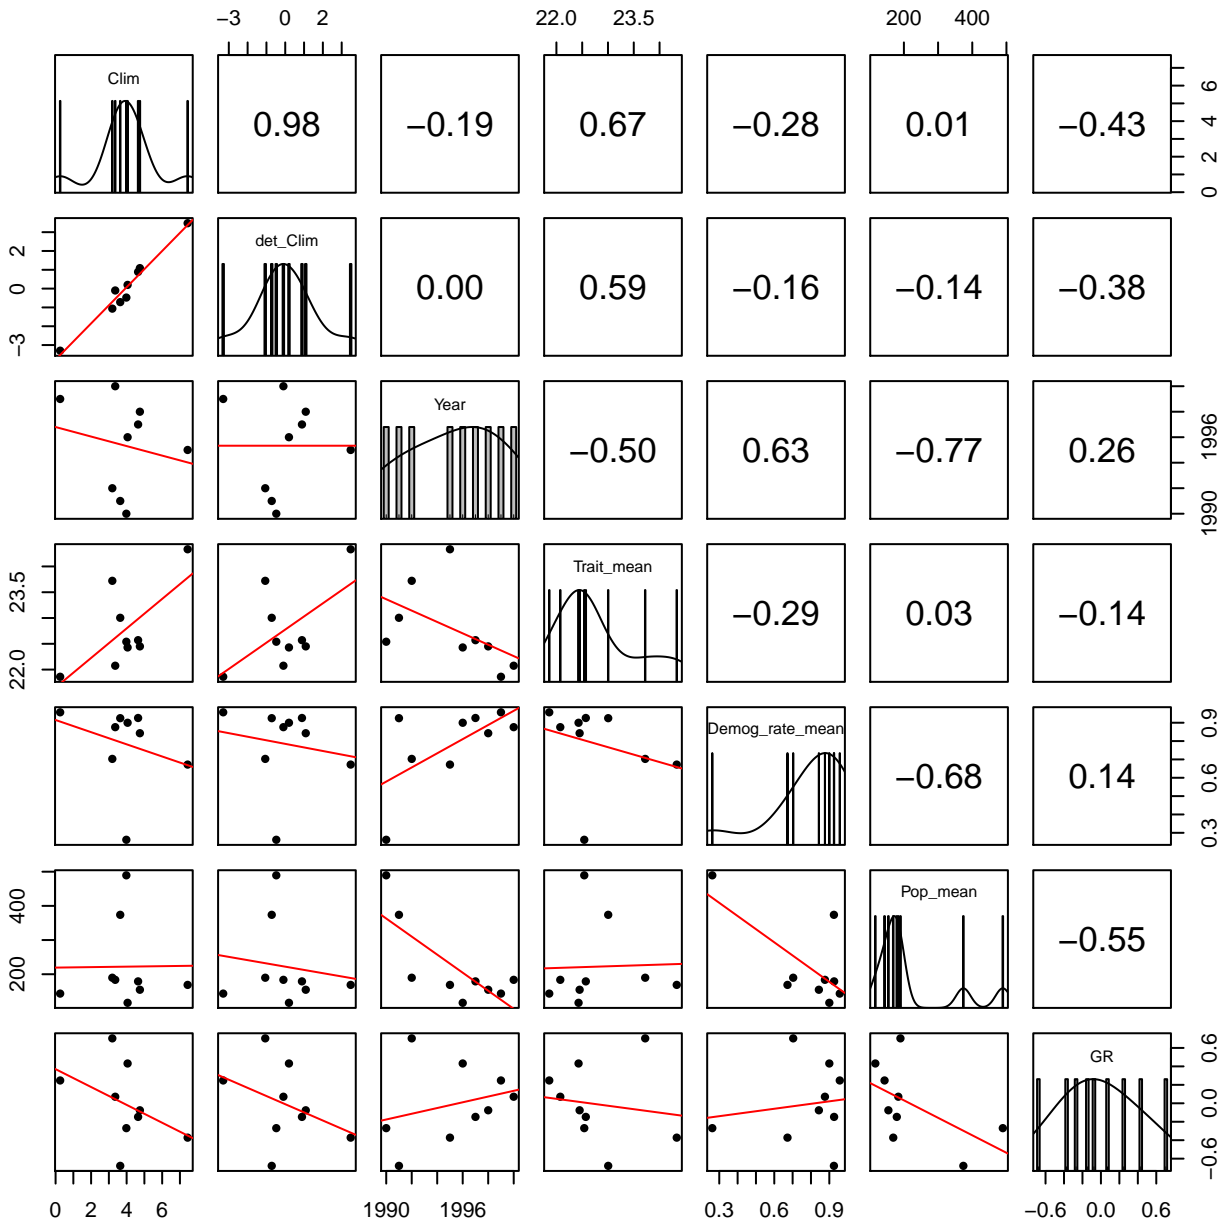 −3 0 2 22.0 23.5 200 400
Clim 0.98 −0.19 0.67 −0.28 0.01 −0.43 0 2 4 6
−3 0 2 det_Clim 0.00 0.59 −0.16 −0.14 −0.38
Year −0.50 0.63 −0.77 0.26 1990 1996
22.0 23.5 Trait_mean −0.29 0.03 −0.14
Demog_rate_mean −0.68 0.14 0.3 0.6 0.9
200 400 Pop_mean −0.55
GR −0.6 0.0 0.6
0 2 4 6 1990 1996 0.3 0.6 0.9 −0.6 0.0 0.6